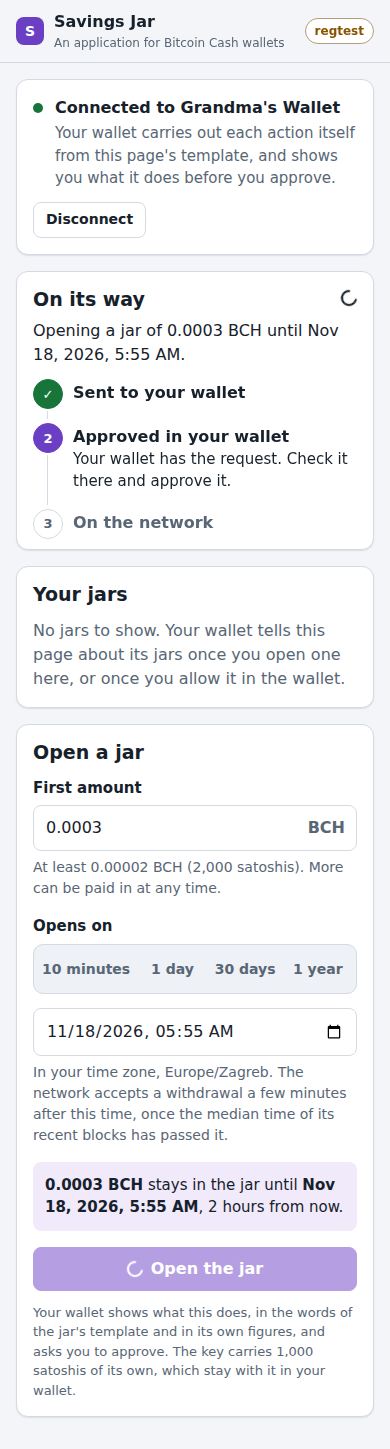 S
Savings Jar
An application for Bitcoin Cash wallets
regtest
Connected to Grandma's Wallet
Your wallet carries out each action itself
from this page's template, and shows
you what it does before you approve.
Disconnect
On its way
Opening a jar of 0.0003 BCH until Nov
18, 2026, 5:55 AM.
✓
Sent to your wallet
2
Approved in your wallet
Your wallet has the request. Check it
there and approve it.
3
On the network
Your jars
No jars to show. Your wallet tells this
page about its jars once you open one
here, or once you allow it in the wallet.
Open a jar
First amount
0.0003 BCH
At least 0.00002 BCH (2,000 satoshis). More
can be paid in at any time.
Opens on
10 minutes 1 day 30 days 1 year
11/18/2026, 05:55 AM
In your time zone, Europe/Zagreb. The
network accepts a withdrawal a few minutes
after this time, once the median time of its
recent blocks has passed it.
0.0003 BCH stays in the jar until Nov
18, 2026, 5:55 AM, 2 hours from now.
Open the jar
Your wallet shows what this does, in the words of
the jar's template and in its own figures, and
asks you to approve. The key carries 1,000
satoshis of its own, which stay with it in your
wallet.